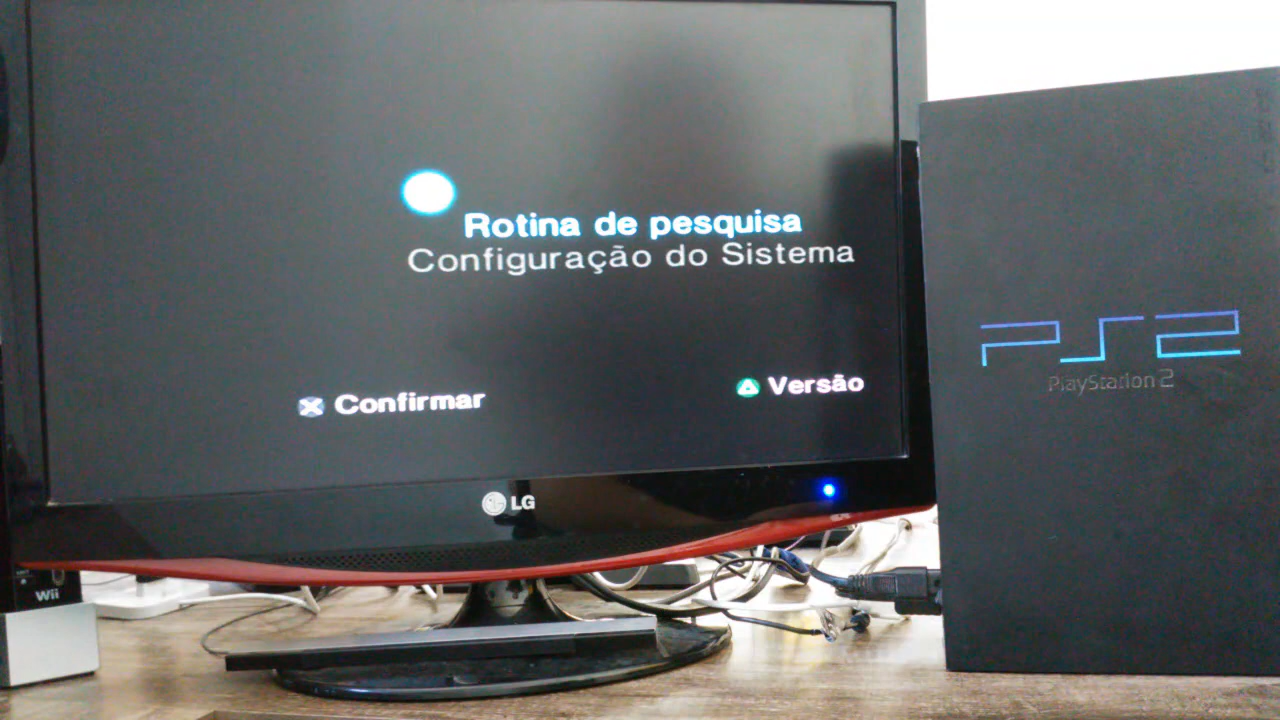 Rotina de pesquisa
Configuração do Sistema
Confirmar
Versão
LG
PS2
PlayStation 2
Wii